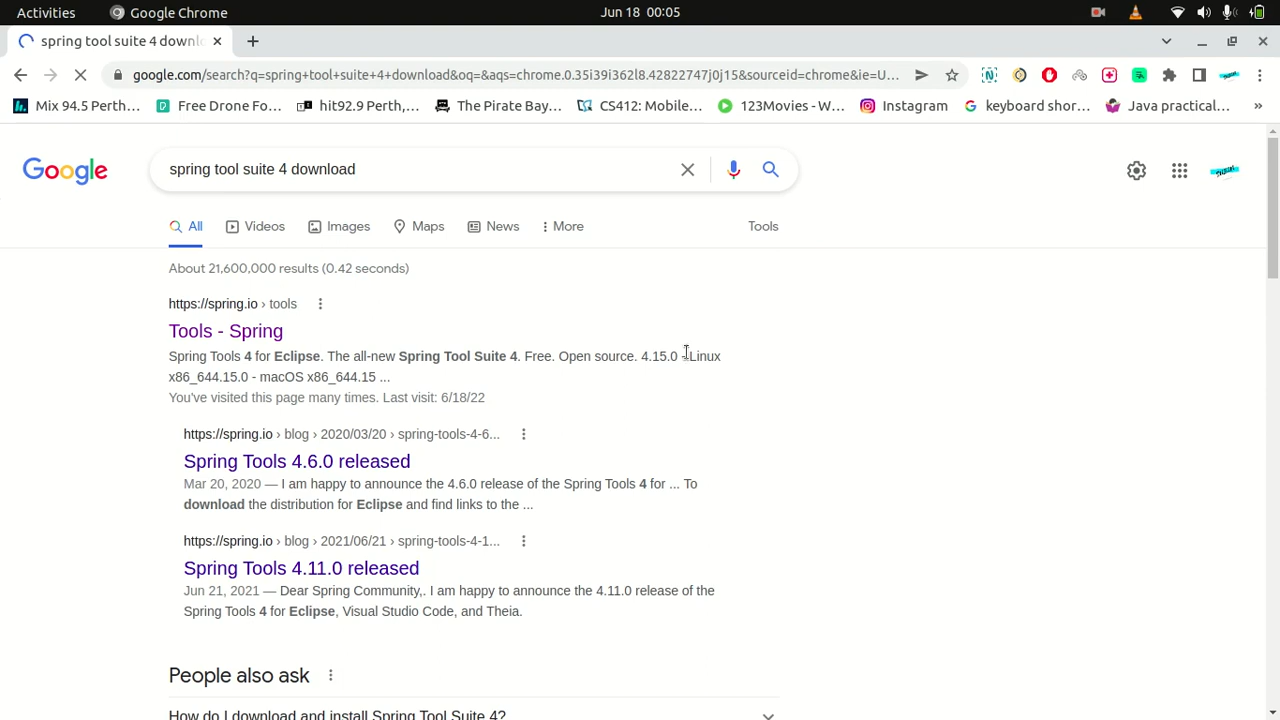 Activities Google Chrome Jun 18 00:05
spring tool suite 4 downl
google.com/search?q=spring+tool+suite+4+download&oq=&aqs=chrome.0.35i39i362l8.42822747j0j15&sourceid=chrome&ie=U...
Mix 94.5 Perth... Free Drone Fo... hit92.9 Perth,... The Pirate Bay... CS412: Mobile... 123Movies - W... Instagram keyboard shor... Java practical... »
Google spring tool suite 4 download
All Videos Images Maps News More Tools
About 21,600,000 results (0.42 seconds)
https://spring.io › tools
Tools - Spring
Spring Tools 4 for Eclipse. The all-new Spring Tool Suite 4. Free. Open source. 4.15.0 - Linux
x86_644.15.0 - macOS x86_644.15 ...
You've visited this page many times. Last visit: 6/18/22
https://spring.io › blog › 2020/03/20 › spring-tools-4-6...
Spring Tools 4.6.0 released
Mar 20, 2020 — I am happy to announce the 4.6.0 release of the Spring Tools 4 for ... To
download the distribution for Eclipse and find links to the ...
https://spring.io › blog › 2021/06/21 › spring-tools-4-1...
Spring Tools 4.11.0 released
Jun 21, 2021 — Dear Spring Community,. I am happy to announce the 4.11.0 release of the
Spring Tools 4 for Eclipse, Visual Studio Code, and Theia.
People also ask
How do I download and install Spring Tool Suite 4?